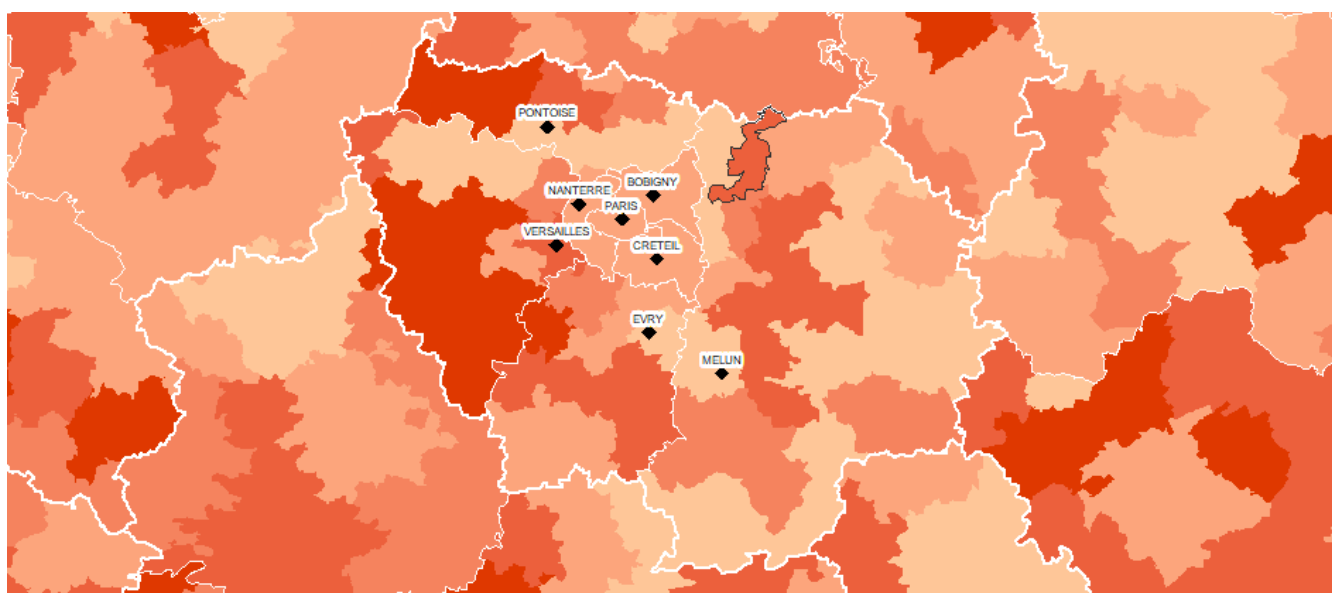 PONTOISE
BOBIGNY
NANTERRE
PARIS
VERSAILLES
CRETEIL
EVRY
MELUN